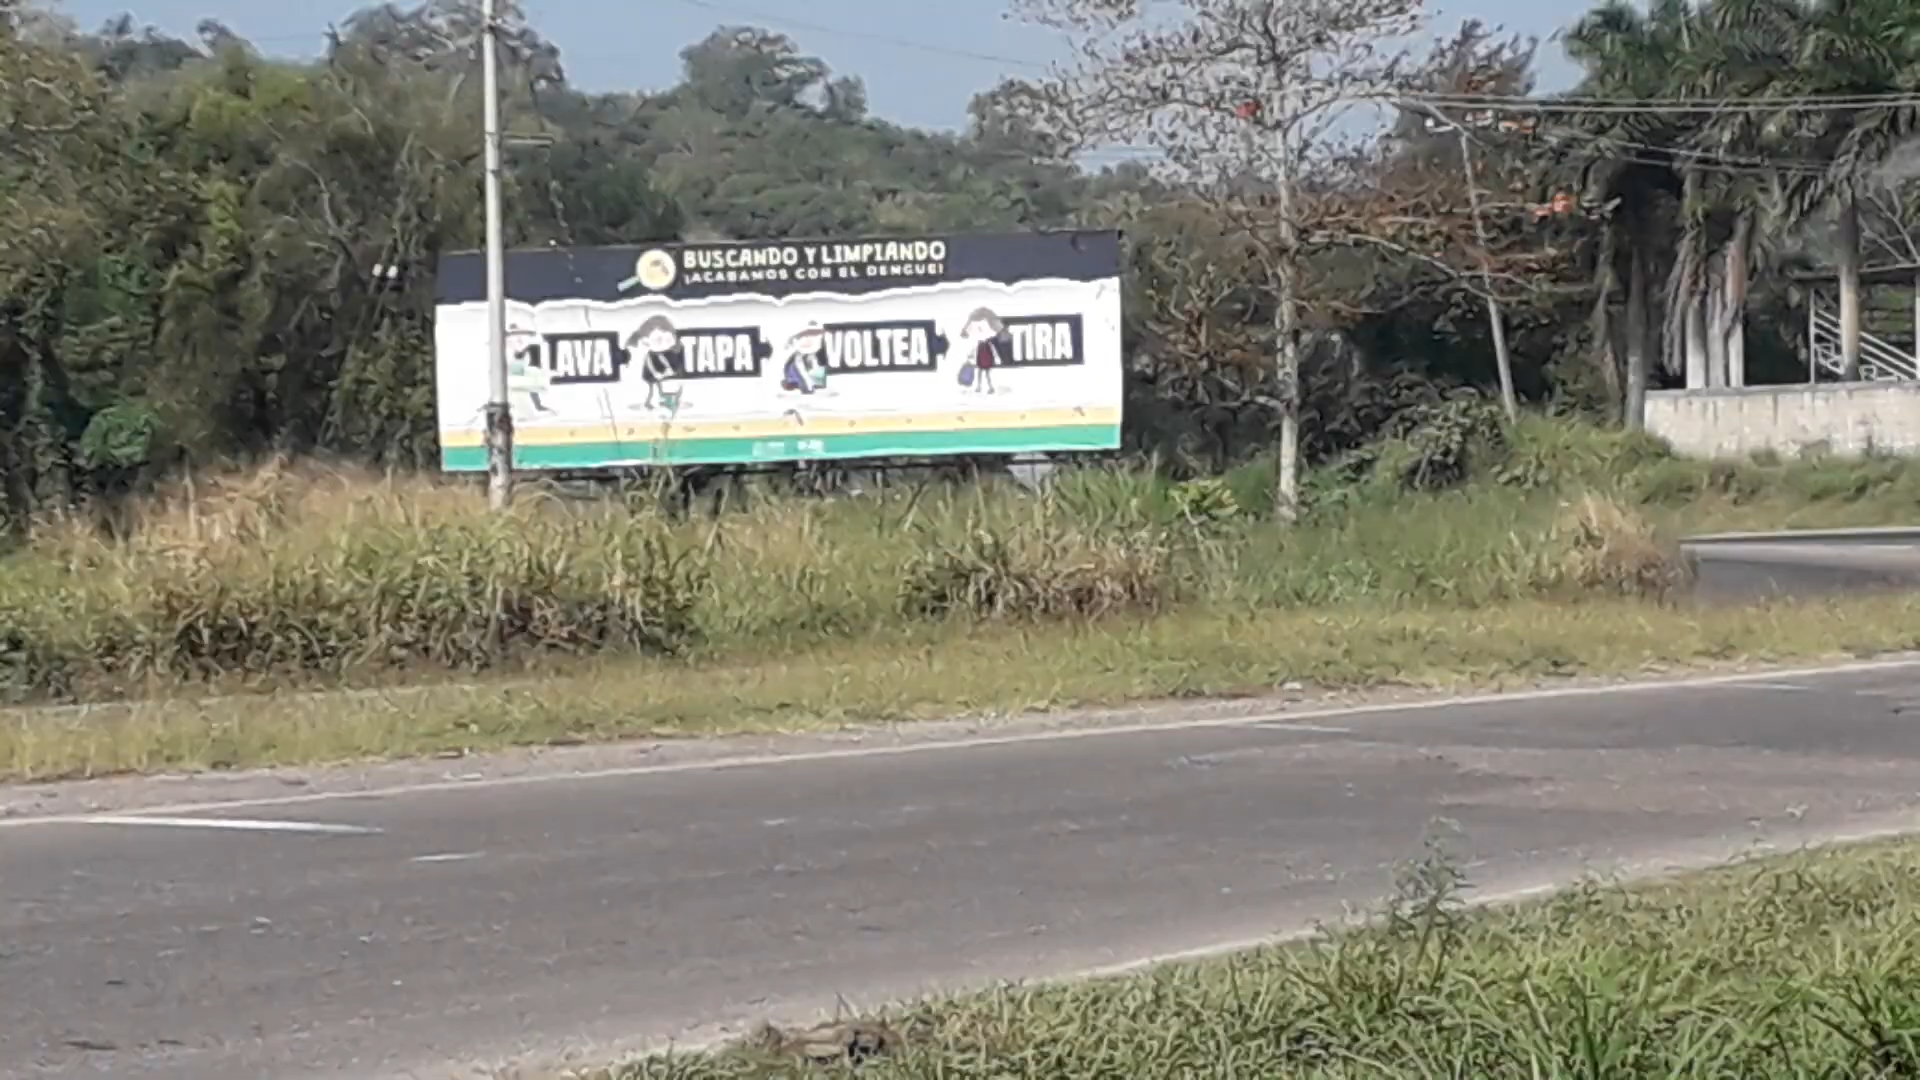 BUSCANDO Y LIMPIANDO
¡ACABAMOS CON EL DENGUE!
LAVA TAPA VOLTEA TIRA